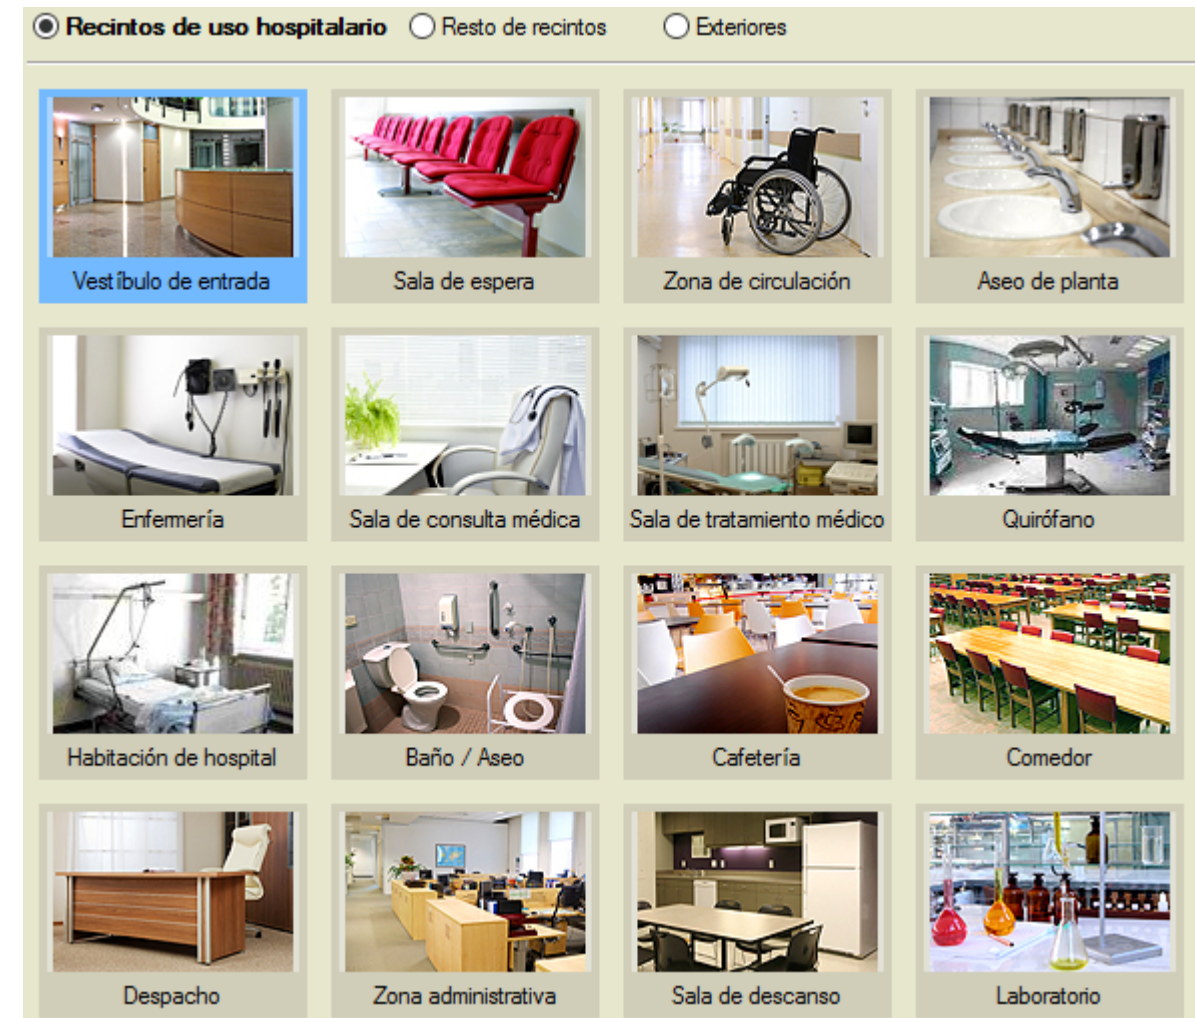 Recintos de uso hospitalario Resto de recintos Exteriores
Vestíbulo de entrada Sala de espera Zona de circulación Aseo de planta
Enfermería Sala de consulta médica Sala de tratamiento médico Quirófano
Habitación de hospital Baño / Aseo Cafetería Comedor
Despacho Zona administrativa Sala de descanso Laboratorio